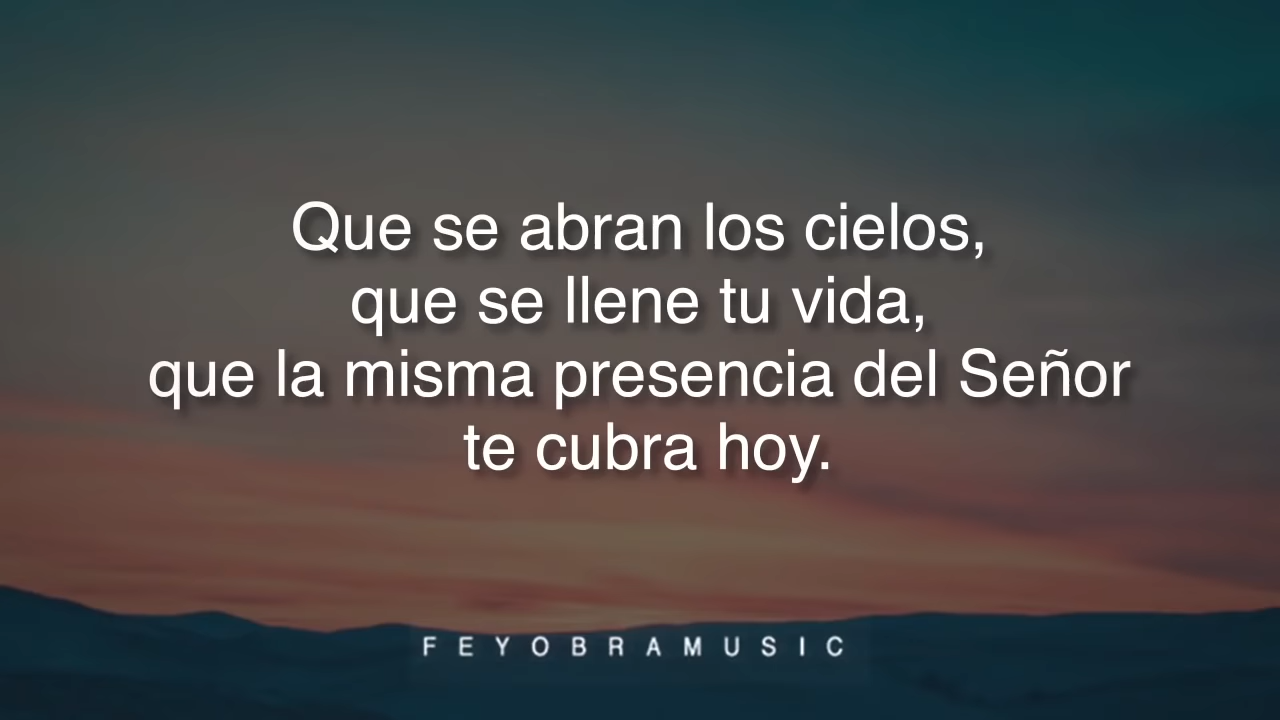 Que se abran los cielos,
que se llene tu vida,
que la misma presencia del Señor
te cubra hoy.
FEYOBRAMUSIC